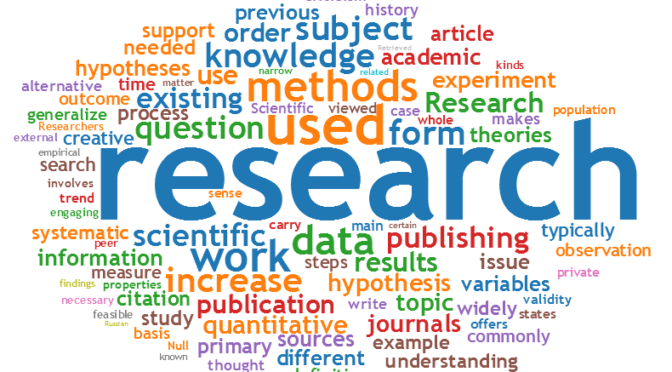 previous
history
support
order
subject
article
needed
knowledge
Retrieved
academic
hypotheses
use
narrow
related
kinds
methods
experiment
alternative
time
matter
outcome
existing
Scientific
viewed
case
Research
population
generalize
process
whole
makes
Researchers
question
used
form
theories
external
creative
empirical
research
search
involves
sense
trend
engaging
carry
main
certain
typically
systematic
peer
scientific
data
publishing
observation
information
work
steps
results
issue
measure
private
findings
properties
increase
hypothesis
variables
necessary
citation
publication
write
topic
widely
validity
feasible
study
quantitative
journals
offers
states
Russian
basis
commonly
Null
primary
sources
example
known
thought
different
understanding